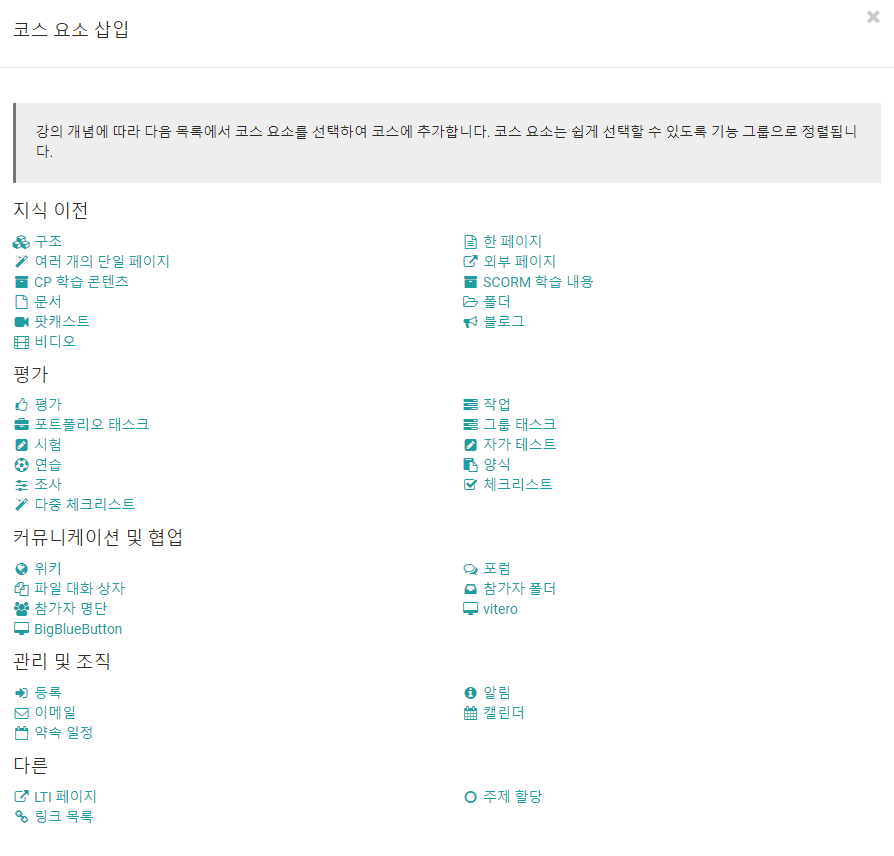 코스 요소 삽입
강의 개념에 따라 다음 목록에서 코스 요소를 선택하여 코스에 추가합니다. 코스 요소는 쉽게 선택할 수 있도록 기능 그룹으로 정렬됩니
다.
지식 이전
구조
한 페이지
여러 개의 단일 페이지
외부 페이지
CP 학습 콘텐츠
SCORM 학습 내용
문서
폴더
팟캐스트
블로그
비디오
평가
평가
작업
포트폴리오 태스크
그룹 태스크
시험
자가 테스트
연습
양식
조사
체크리스트
다중 체크리스트
커뮤니케이션 및 협업
위키
포럼
파일 대화 상자
참가자 폴더
참가자 명단
vitero
BigBlueButton
관리 및 조직
등록
알림
이메일
캘린더
약속 일정
다른
LTI 페이지
주제 할당
링크 목록